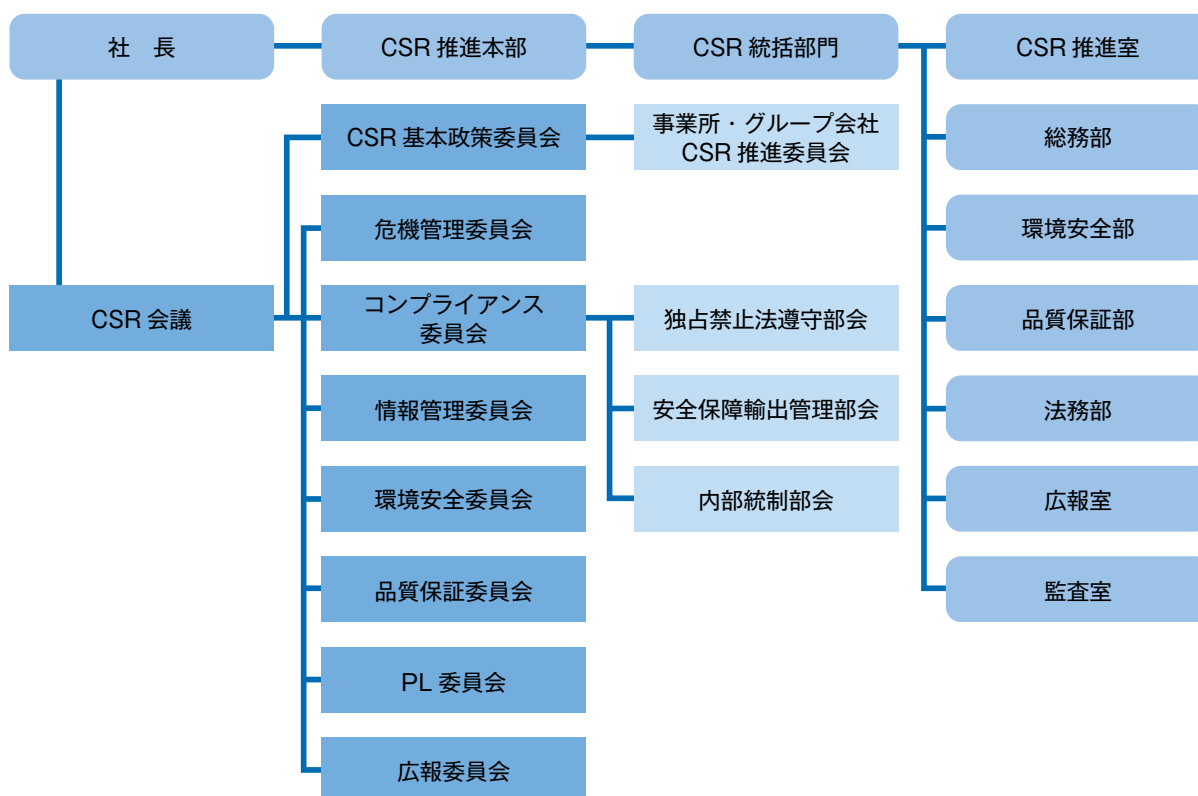 社　長
CSR 推進本部
CSR 統括部門
CSR 推進室
CSR 基本政策委員会
事業所・グループ会社
CSR 推進委員会
総務部
危機管理委員会
環境安全部
CSR 会議
コンプライアンス
委員会
独占禁止法遵守部会
品質保証部
情報管理委員会
安全保障輸出管理部会
法務部
環境安全委員会
内部統制部会
広報室
品質保証委員会
監査室
PL 委員会
広報委員会